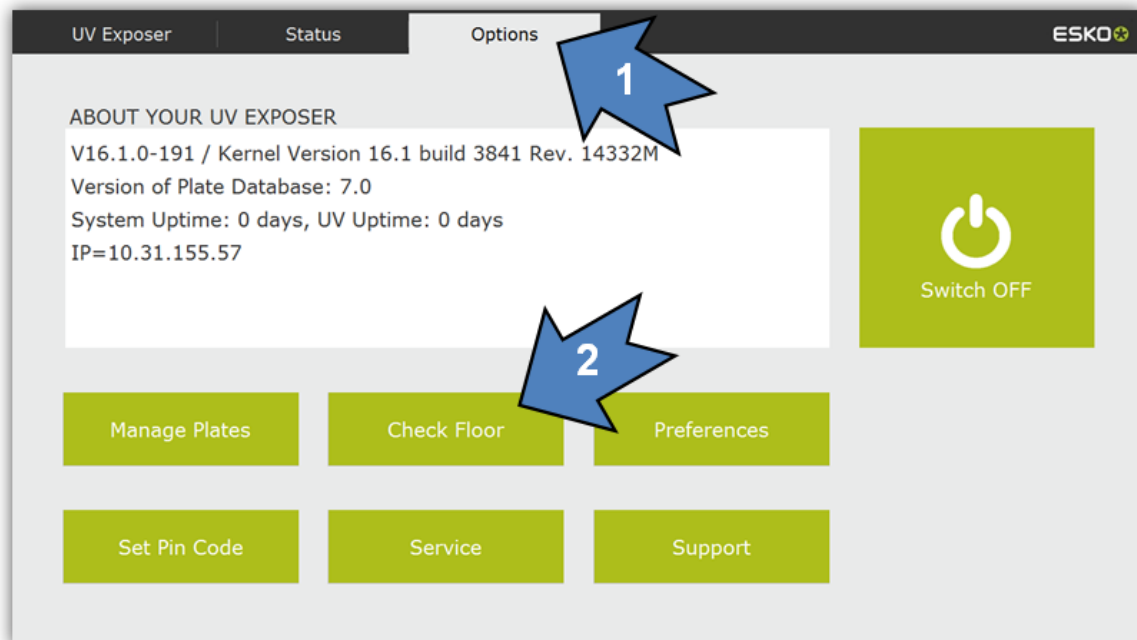 UV Exposer Status Options ESKO
1
ABOUT YOUR UV EXPOSER
V16.1.0-191 / Kernel Version 16.1 build 3841 Rev. 14332M
Version of Plate Database: 7.0
System Uptime: 0 days, UV Uptime: 0 days
IP=10.31.155.57
Switch OFF
2
Manage Plates Check Floor Preferences
Set Pin Code Service Support